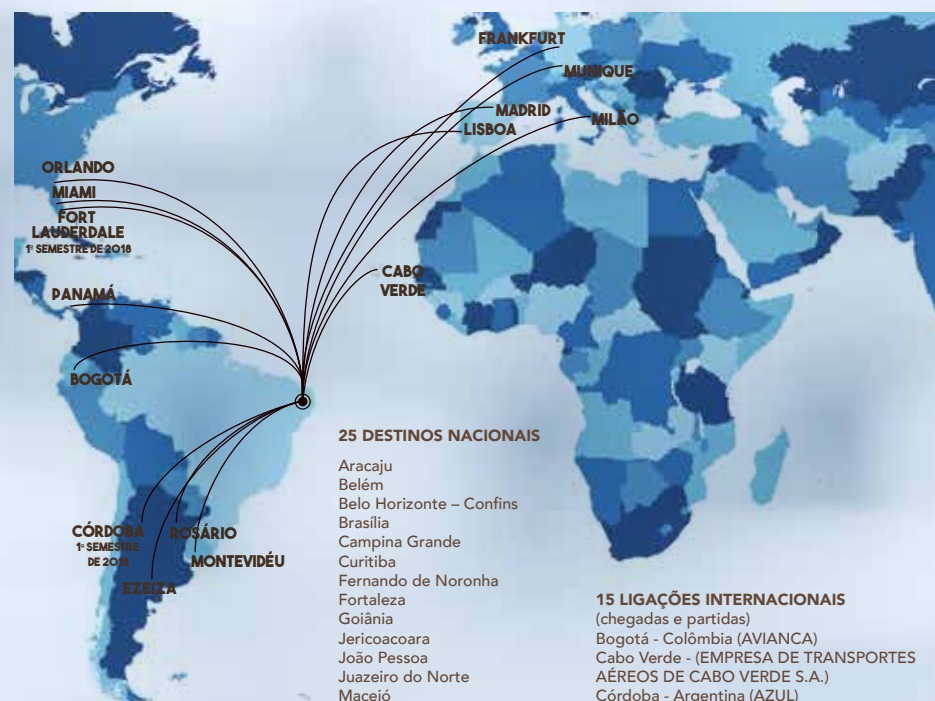 FRANKFURT
MUNIQUE
MADRID
LISBOA
MILÃO
ORLANDO
MIAMI
FORT
LAUDERDALE
1º SEMESTRE DE 2018
CABO
VERDE
PANAMÁ
BOGOTÁ
CÓRDOBA
1º SEMESTRE
DE 2018
ROSÁRIO
MONTEVIDÉU
EZEIZA
25 DESTINOS NACIONAIS
Aracaju
Belém
Belo Horizonte – Confins
Brasília
Campina Grande
Curitiba
Fernando de Noronha
Fortaleza
Goiânia
Jericoacoara
João Pessoa
Juazeiro do Norte
Maceió
15 LIGAÇÕES INTERNACIONAIS
(chegadas e partidas)
Bogotá - Colômbia (AVIANCA)
Cabo Verde - (EMPRESA DE TRANSPORTES
AÉREOS DE CABO VERDE S.A.)
Córdoba - Argentina (AZUL)